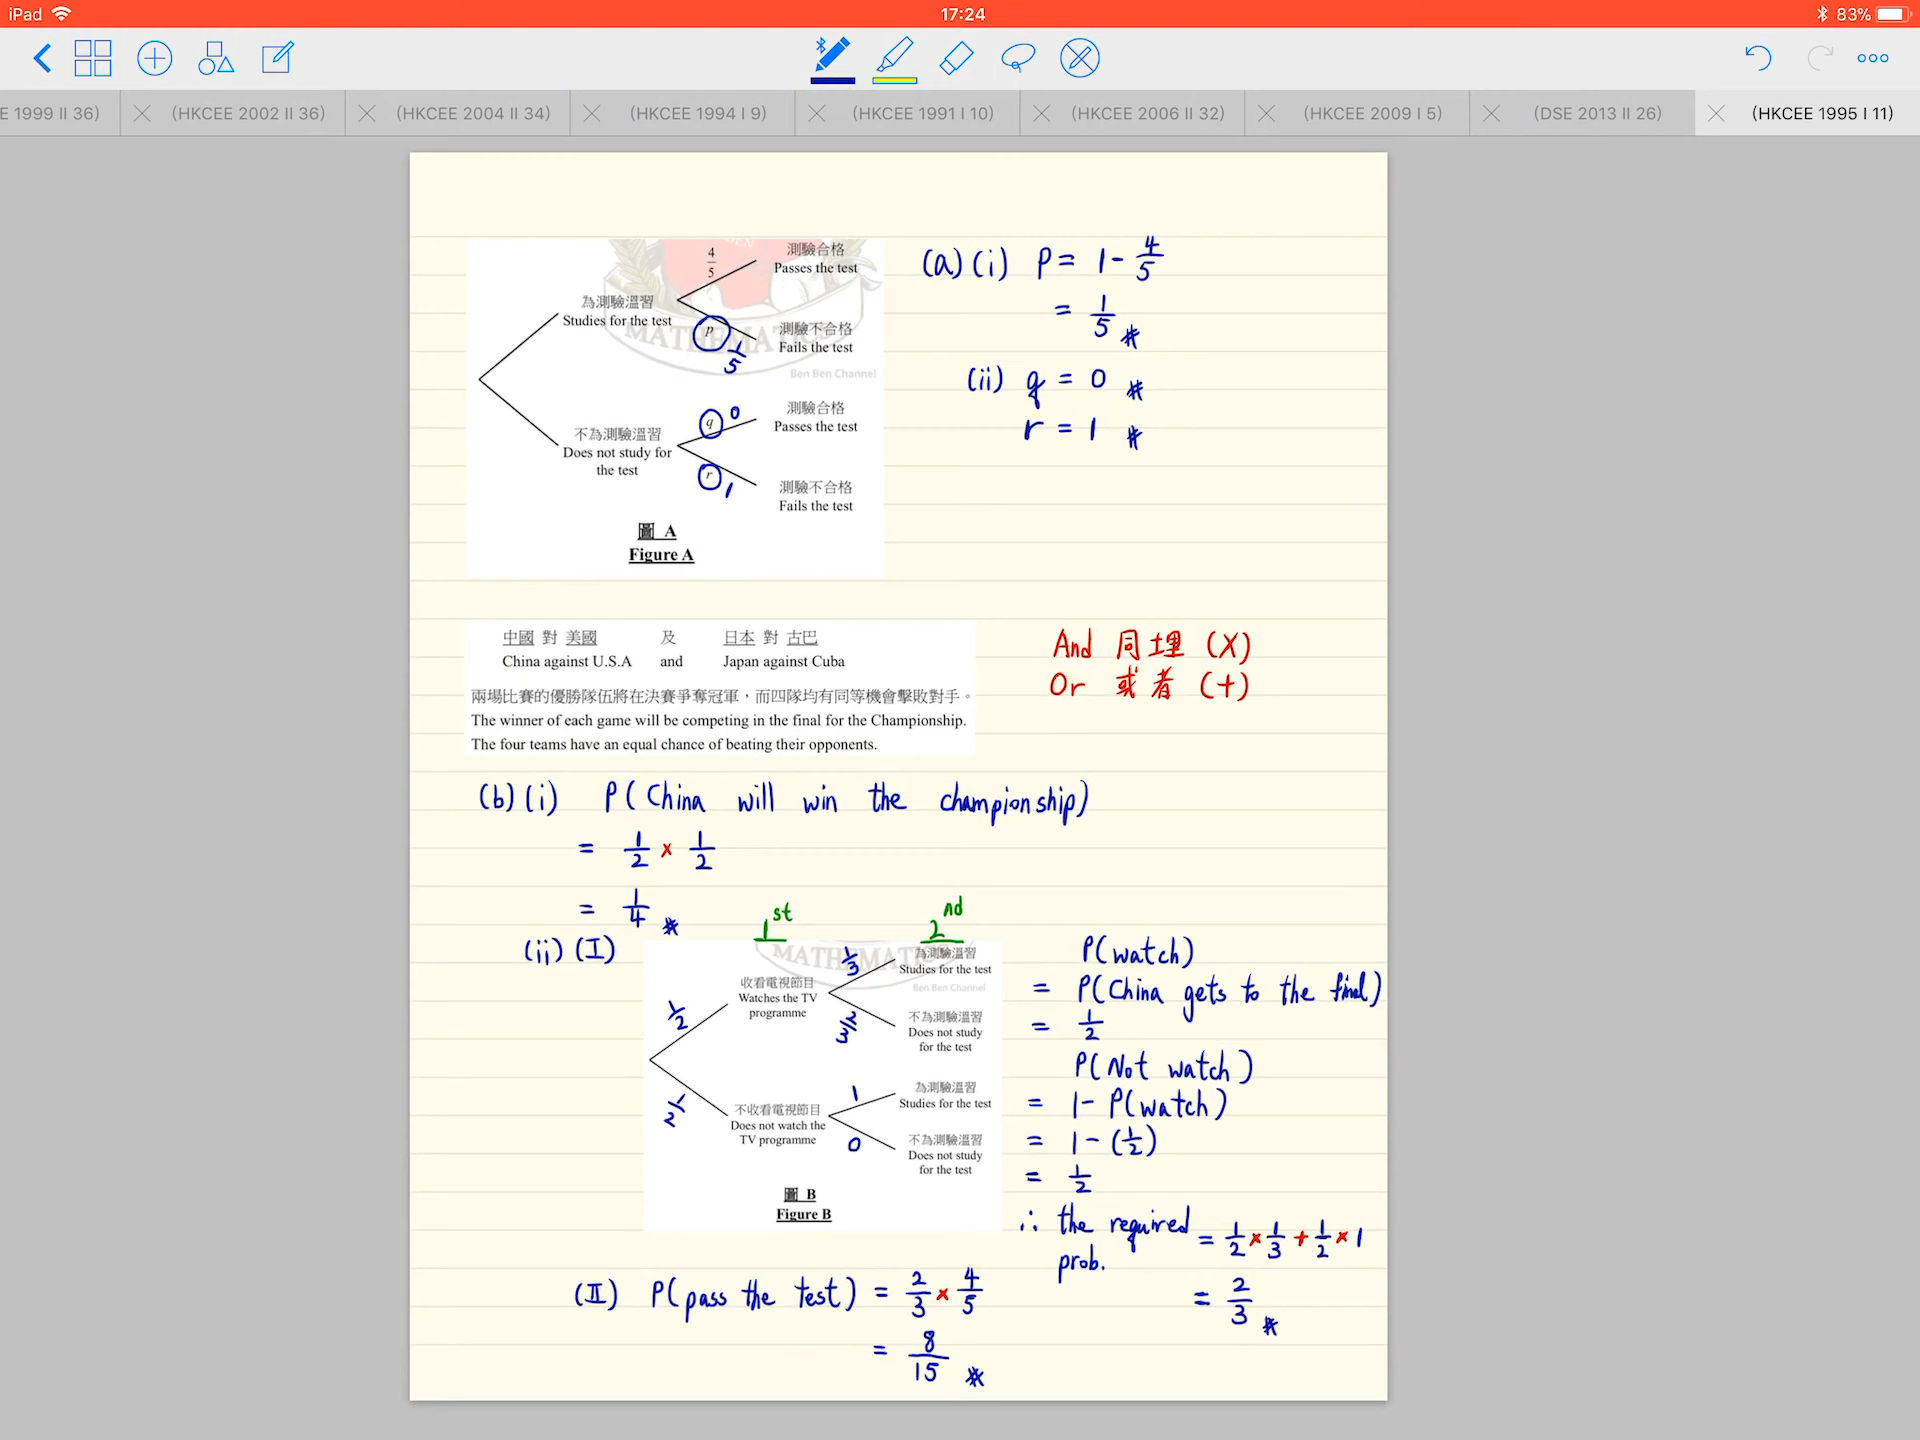 iPad 17:24 83%
E 1999 II 36) (HKCEE 2002 II 36) (HKCEE 2004 II 34) (HKCEE 1994 I 9) (HKCEE 1991 I 10) (HKCEE 2006 II 32) (HKCEE 2009 I 5) (DSE 2013 II 26) (HKCEE 1995 I 11)
4/5
測驗合格
Passes the test
為測驗溫習
Studies for the test
p
1/5
測驗不合格
Fails the test
MATHEMATICS
Ben Ben Channel
q 0
測驗合格
Passes the test
不為測驗溫習
Does not study for
the test
r 1
測驗不合格
Fails the test
圖 A
Figure A
(a) (i) p = 1 - 4/5
= 1/5 #
(ii) q = 0 #
r = 1 #
中國 對 美國 及 日本 對 古巴
China against U.S.A and Japan against Cuba
兩場比賽的優勝隊伍將在決賽爭奪冠軍，而四隊均有同等機會擊敗對手。
The winner of each game will be competing in the final for the Championship.
The four teams have an equal chance of beating their opponents.
And 同埋 (×)
Or 或者 (+)
(b) (i) P(China will win the championship)
= 1/2 × 1/2
= 1/4 #
(ii) (I)
1st 2nd
MATHEMATICS
Ben Ben Channel
1/2
收看電視節目
Watches the TV
programme
1/3
為測驗溫習
Studies for the test
2/3
不為測驗溫習
Does not study
for the test
1/2
不收看電視節目
Does not watch the
TV programme
1
為測驗溫習
Studies for the test
0
不為測驗溫習
Does not study
for the test
圖 B
Figure B
P(watch)
= P(China gets to the final)
= 1/2
P(Not watch)
= 1 - P(watch)
= 1 - (1/2)
= 1/2
∴ the required prob. = 1/2 × 1/3 + 1/2 × 1
= 2/3 #
(II) P(pass the test) = 2/3 × 4/5
= 8/15 #